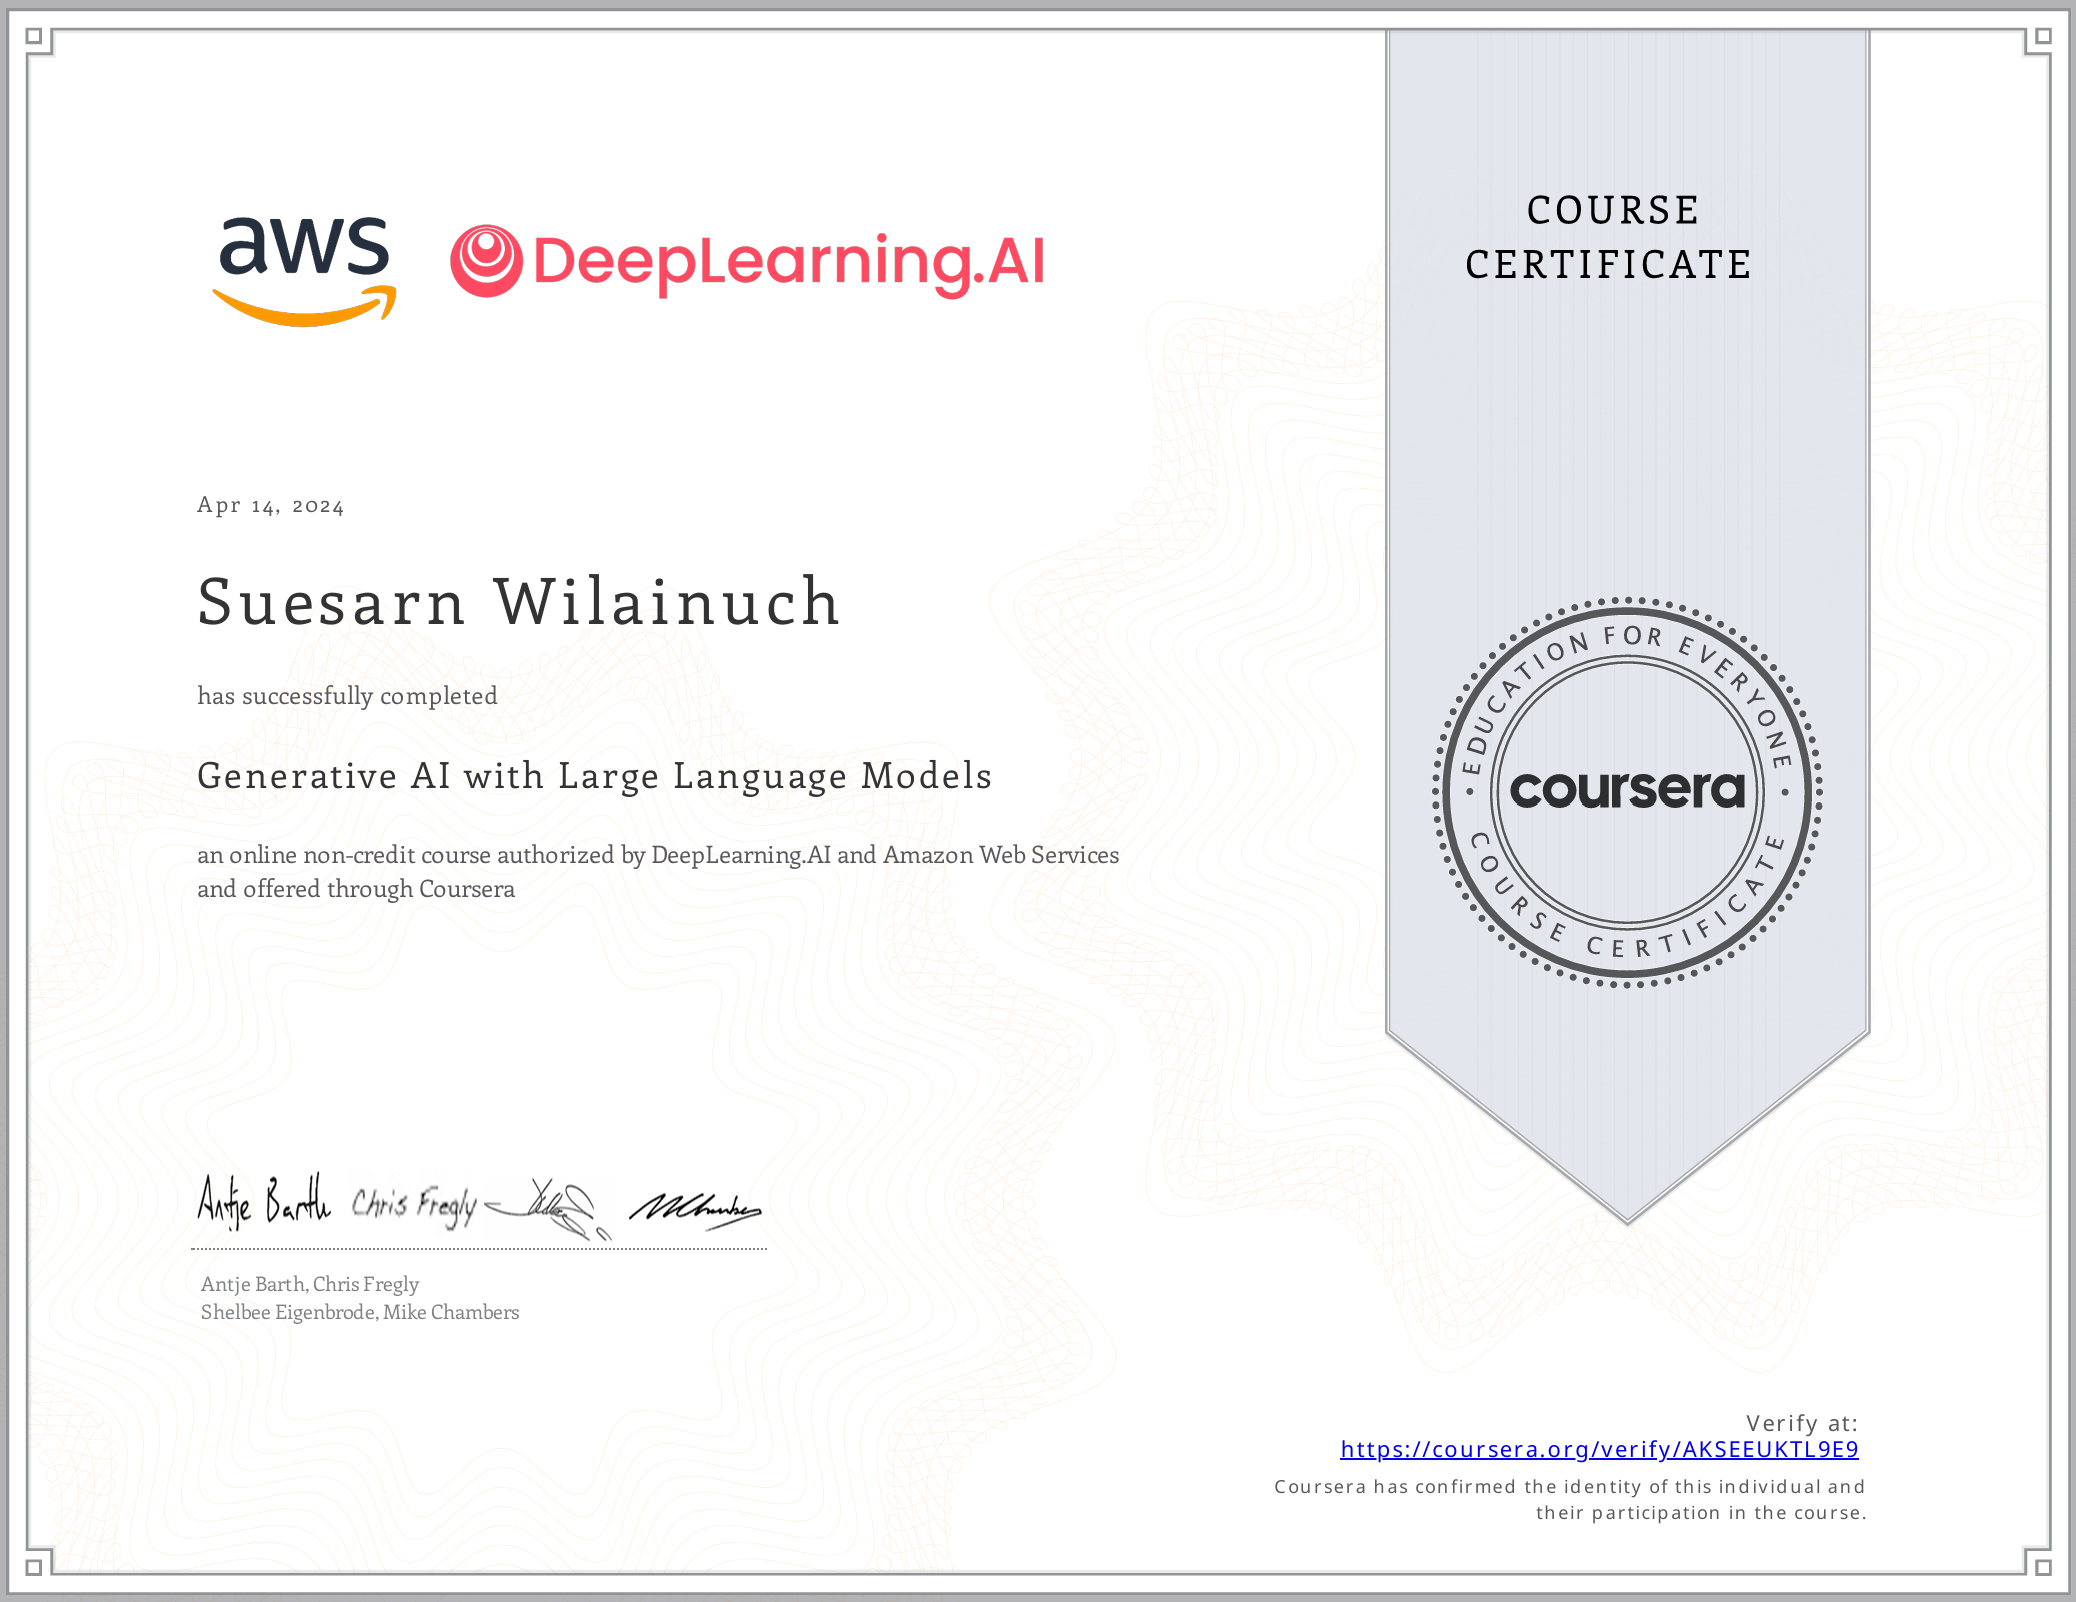 aws DeepLearning.AI
COURSE
CERTIFICATE
Apr 14, 2024
Suesarn Wilainuch
has successfully completed
Generative AI with Large Language Models
an online non-credit course authorized by DeepLearning.AI and Amazon Web Services
and offered through Coursera
EDUCATION FOR EVERYONE
coursera
COURSE CERTIFICATE
Antje Barth Chris Fregly
Antje Barth, Chris Fregly
Shelbee Eigenbrode, Mike Chambers
Verify at:
https://coursera.org/verify/AKSEEUKTL9E9
Coursera has confirmed the identity of this individual and
their participation in the course.